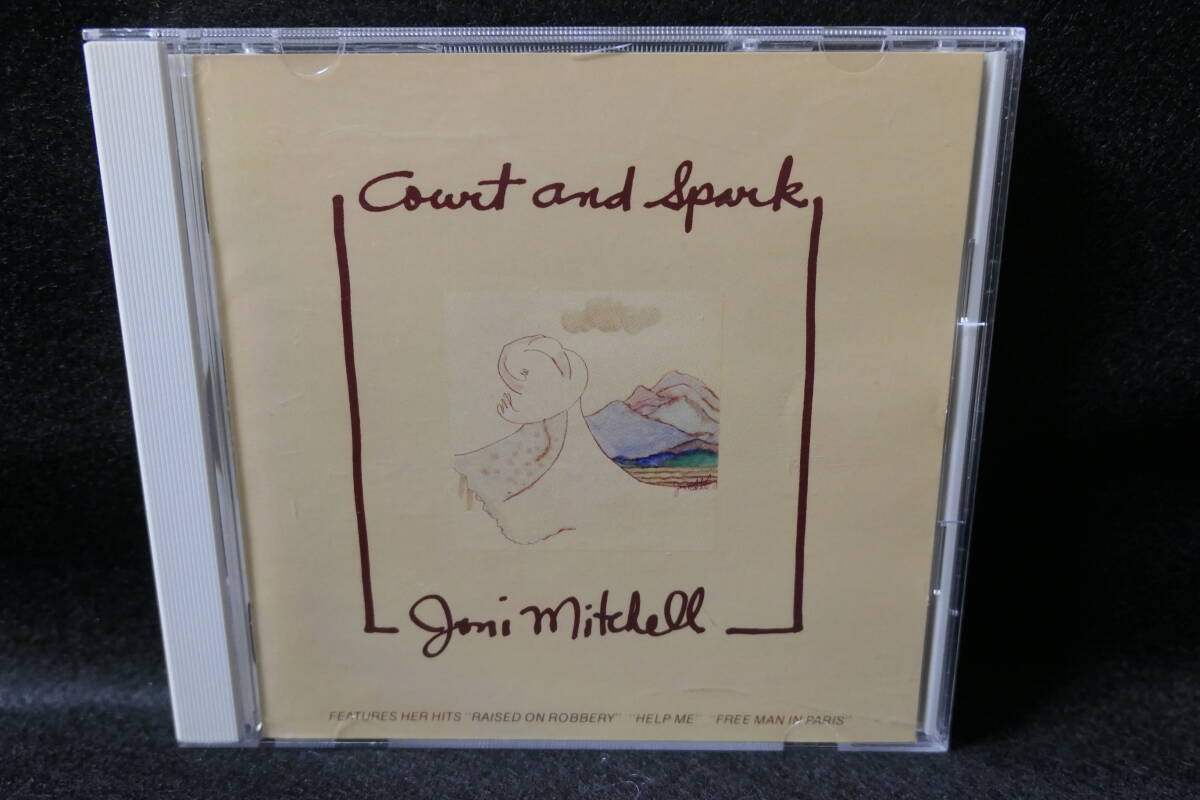 Court and Spark
Joni Mitchell
FEATURES HER HITS "RAISED ON ROBBERY" "HELP ME" "FREE MAN IN PARIS"